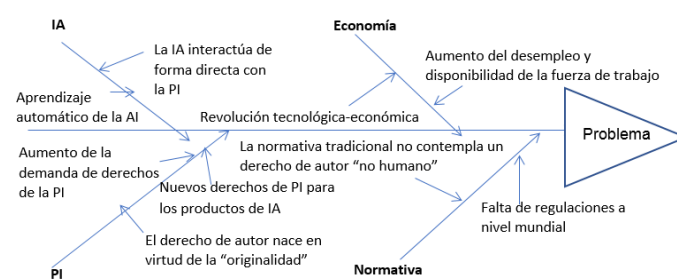 IA
Economía
La IA interactúa de
forma directa con
la PI
Aumento del desempleo y
disponibilidad de la fuerza de trabajo
Aprendizaje
automático de la AI
Revolución tecnológica-económica
Problema
Aumento de la
demanda de derechos
de la PI
La normativa tradicional no contempla un
derecho de autor “no humano”
Nuevos derechos de PI para
los productos de IA
Falta de regulaciones a
nivel mundial
El derecho de autor nace en
virtud de la “originalidad”
PI
Normativa